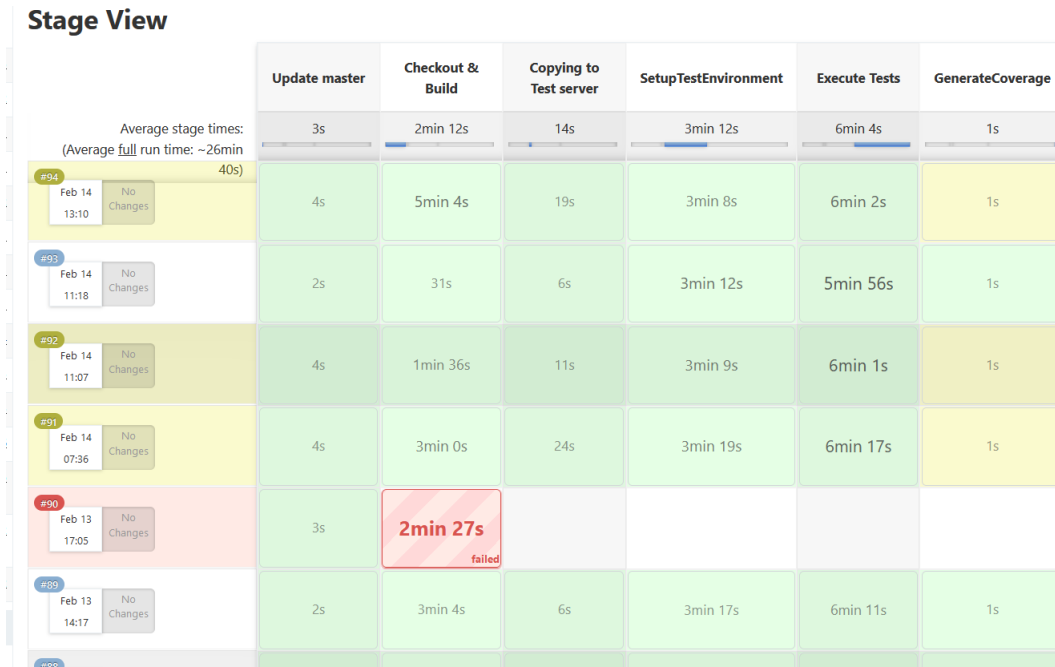 Stage View
Update master
Checkout &
Build
Copying to
Test server
SetupTestEnvironment
Execute Tests
GenerateCoverage
Average stage times:
(Average full run time: ~26min
40s)
3s
2min 12s
14s
3min 12s
6min 4s
1s
#94
Feb 14
13:10
No
Changes
4s
5min 4s
19s
3min 8s
6min 2s
1s
#93
Feb 14
11:18
No
Changes
2s
31s
6s
3min 12s
5min 56s
1s
#92
Feb 14
11:07
No
Changes
4s
1min 36s
11s
3min 9s
6min 1s
1s
#91
Feb 14
07:36
No
Changes
4s
3min 0s
24s
3min 19s
6min 17s
1s
#90
Feb 13
17:05
No
Changes
3s
2min 27s
failed
#89
Feb 13
14:17
No
Changes
2s
3min 4s
6s
3min 17s
6min 11s
1s
#88